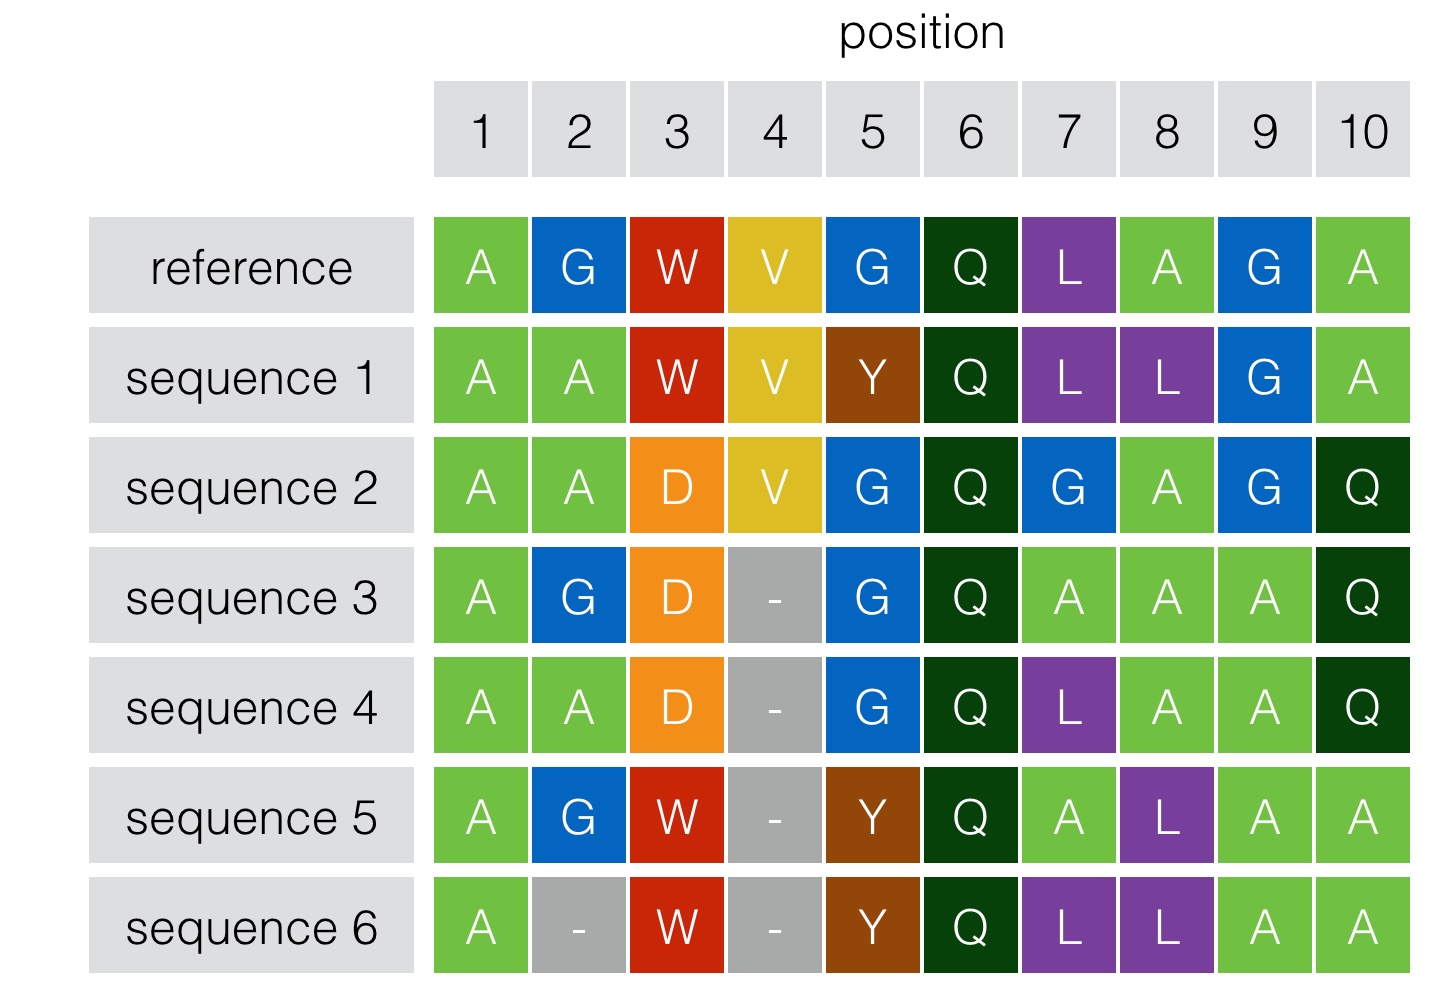 position
1 2 3 4 5 6 7 8 9 10
reference A G W V G Q L A G A
sequence 1 A A W V Y Q L L G A
sequence 2 A A D V G Q G A G Q
sequence 3 A G D - G Q A A A Q
sequence 4 A A D - G Q L A A Q
sequence 5 A G W - Y Q A L A A
sequence 6 A - W - Y Q L L A A